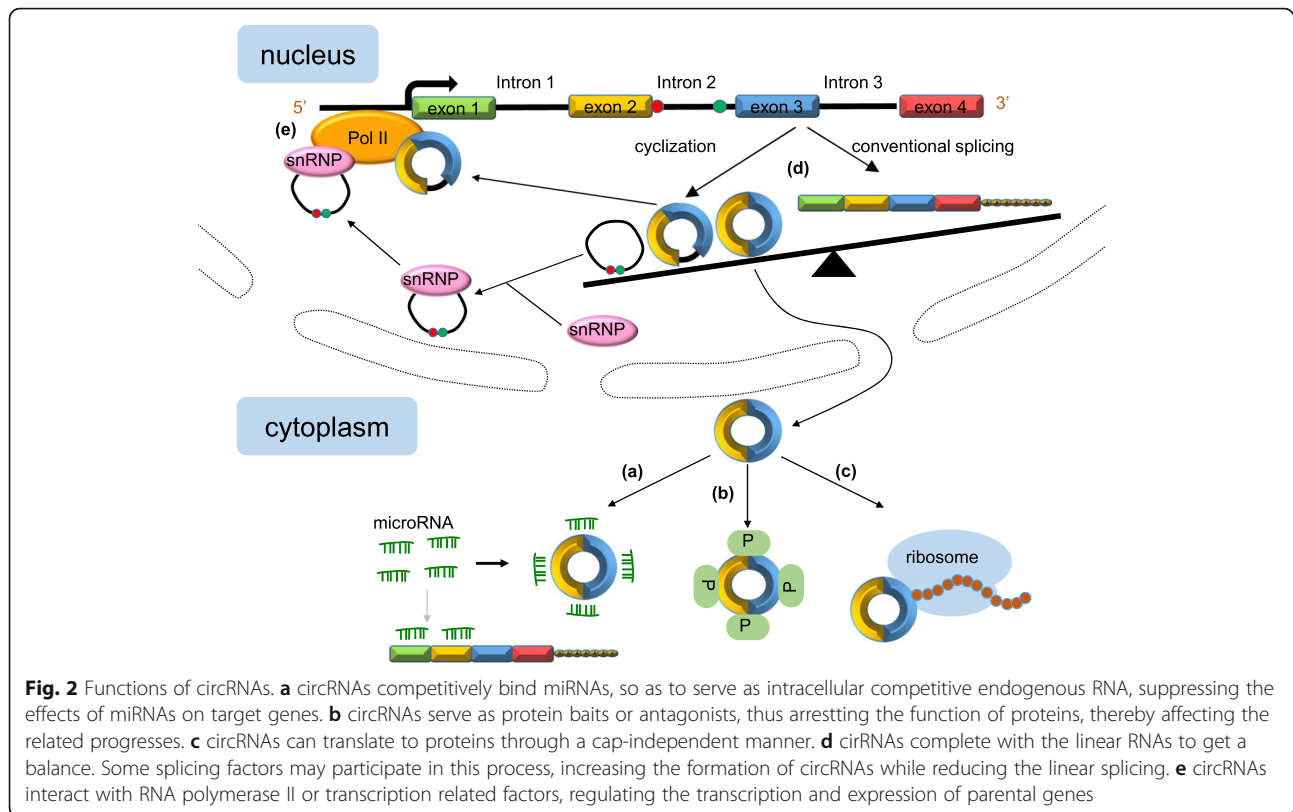 nucleus
Intron 1
Intron 2
Intron 3
5’
exon 1
exon 2
exon 3
exon 4
3’
(e)
Pol II
snRNP
cyclization
conventional splicing
(d)
snRNP
snRNP
cytoplasm
(a)
(b)
(c)
microRNA
P
P
P
P
ribosome
Fig. 2 Functions of circRNAs. a circRNAs competitively bind miRNAs, so as to serve as intracellular competitive endogenous RNA, suppressing the
effects of miRNAs on target genes. b circRNAs serve as protein baits or antagonists, thus arrestting the function of proteins, thereby affecting the
related progresses. c circRNAs can translate to proteins through a cap-independent manner. d cirRNAs complete with the linear RNAs to get a
balance. Some splicing factors may participate in this process, increasing the formation of circRNAs while reducing the linear splicing. e circRNAs
interact with RNA polymerase II or transcription related factors, regulating the transcription and expression of parental genes